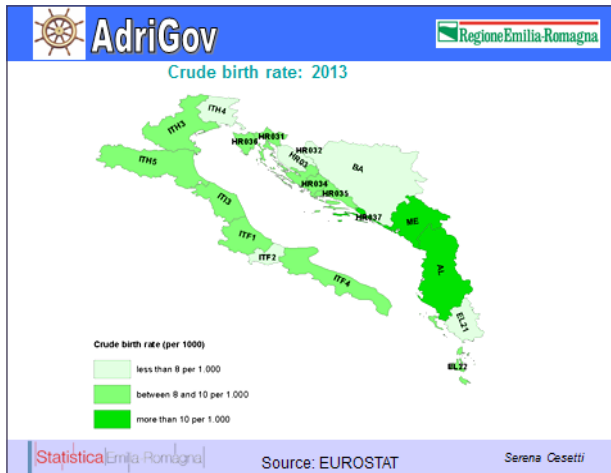 AdriGov
RegioneEmilia-Romagna
Crude birth rate: 2013
ITH4
ITH3
HR036
HR031
HR032
HR03
BA
ITH5
HR034
HR035
ITI3
HR037
ME
ITF1
ITF2
AL
ITF4
EL21
EL22
Crude birth rate (per 1000)
less than 8 per 1.000
between 8 and 10 per 1.000
more than 10 per 1.000
Statistica Emilia-Romagna
Source: EUROSTAT
Serena Cesetti